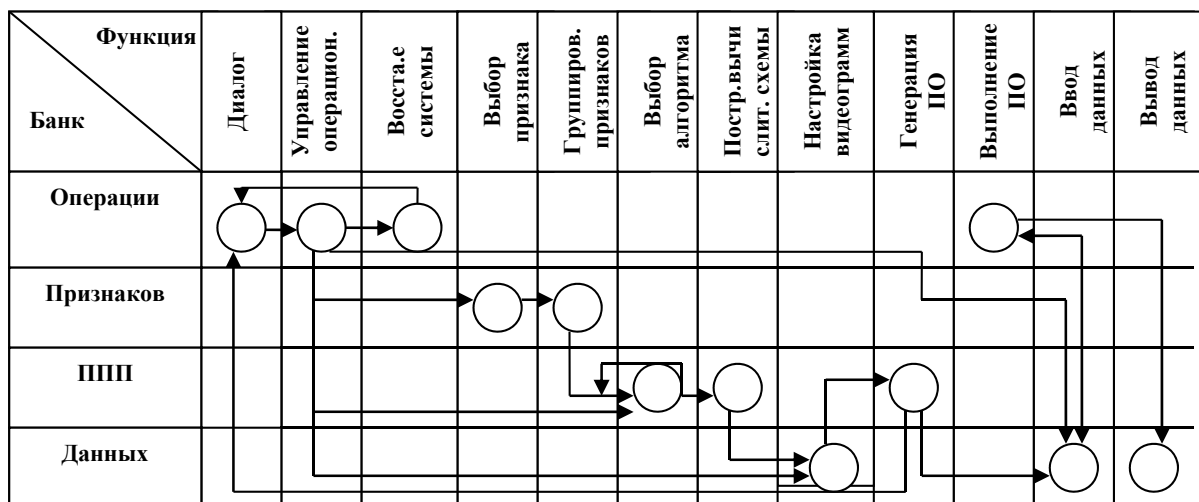 Функция
Банк
Диалог
Управление
операцион.
Восста.е
системы
Выбор
признака
Группиров.
признаков
Выбор
алгоритма
Постр.вычи
слит. схемы
Настройка
видеограмм
Генерация
ПО
Выполнение
ПО
Ввод
данных
Вывод
данных
Операции
Признаков
ППП
Данных